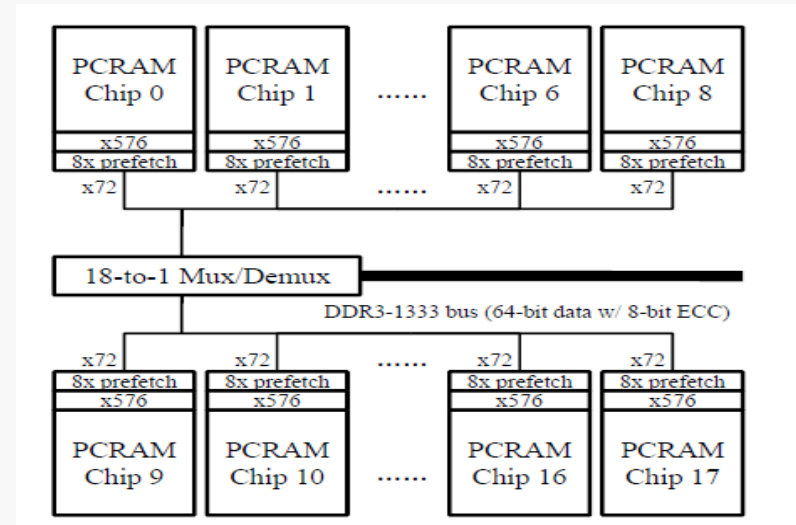 PCRAM PCRAM PCRAM PCRAM
Chip 0 Chip 1 ...... Chip 6 Chip 8
x576 x576 x576 x576
8x prefetch 8x prefetch 8x prefetch 8x prefetch
x72 x72 ...... x72 x72
18-to-1 Mux/Demux
DDR3-1333 bus (64-bit data w/ 8-bit ECC)
x72 x72 ...... x72 x72
8x prefetch 8x prefetch 8x prefetch 8x prefetch
x576 x576 x576 x576
PCRAM PCRAM PCRAM PCRAM
Chip 9 Chip 10 ...... Chip 16 Chip 17